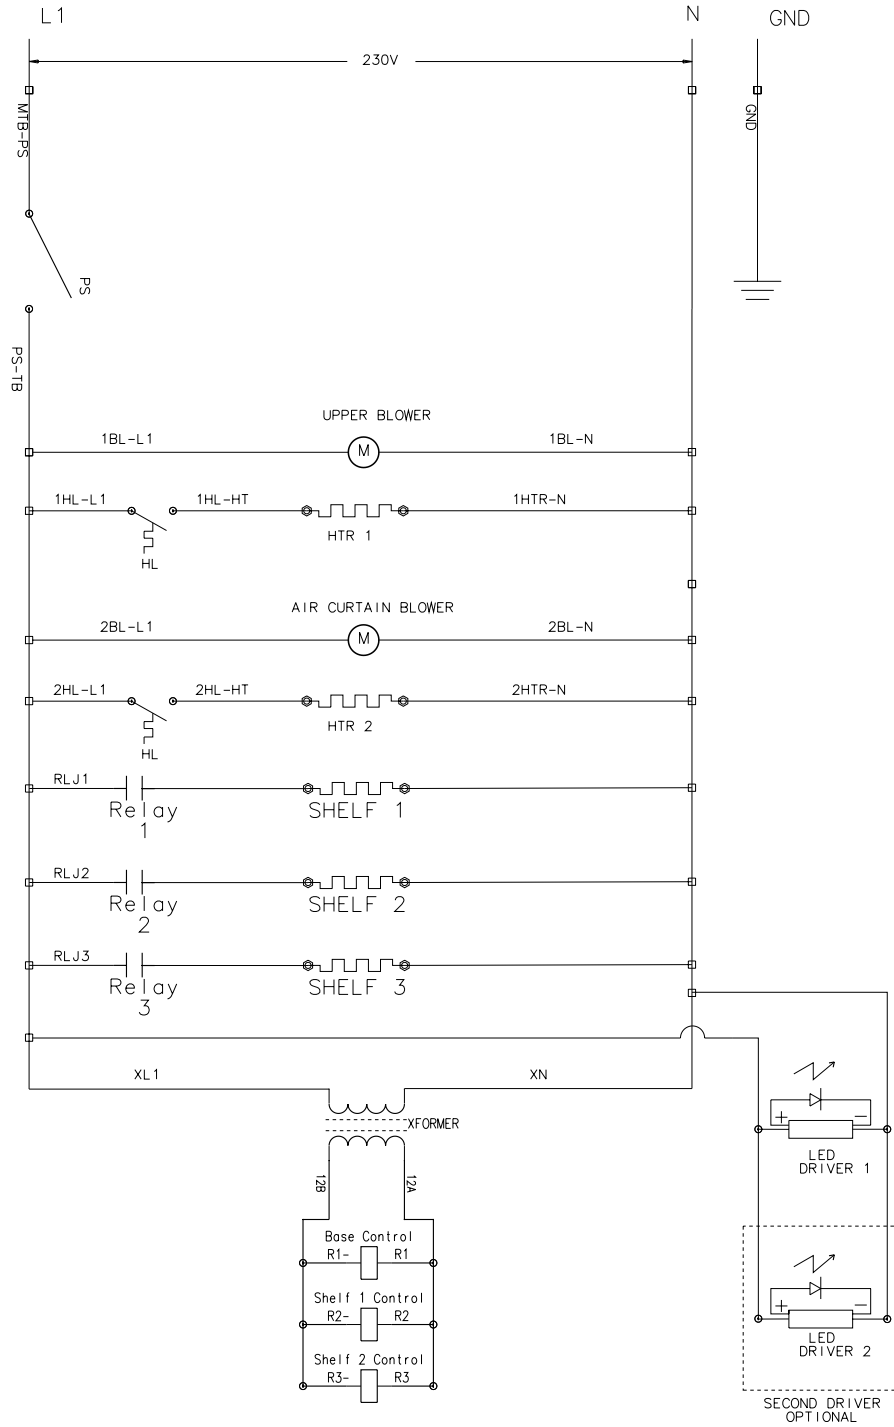 L1
N
GND
230V
MTB-PS
GND
PS
PS-TB
UPPER BLOWER
1BL-L1
M
1BL-N
1HL-L1
1HL-HT
1HTR-N
HL
HTR 1
AIR CURTAIN BLOWER
2BL-L1
M
2BL-N
2HL-L1
2HL-HT
2HTR-N
HL
HTR 2
RLJ1
Relay
1
SHELF 1
RLJ2
Relay
2
SHELF 2
RLJ3
Relay
3
SHELF 3
XL1
XN
XFORMER
+
−
LED
DRIVER 1
12B
12A
Base Control
R1-
R1
Shelf 1 Control
R2-
R2
Shelf 2 Control
R3-
R3
+
−
LED
DRIVER 2
SECOND DRIVER
OPTIONAL